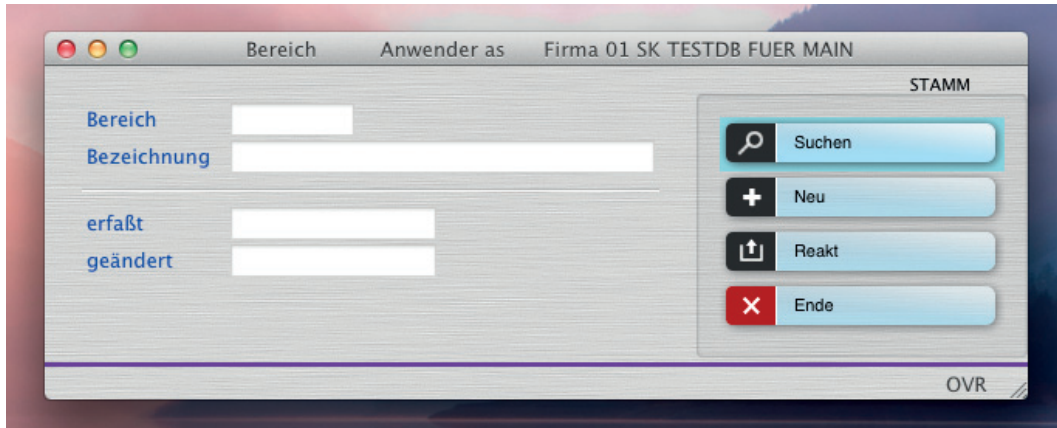 Bereich Anwender as Firma 01 SK TESTDB FUER MAIN
STAMM
Bereich
Bezeichnung
erfaßt
geändert
Suchen
Neu
Reakt
Ende
OVR